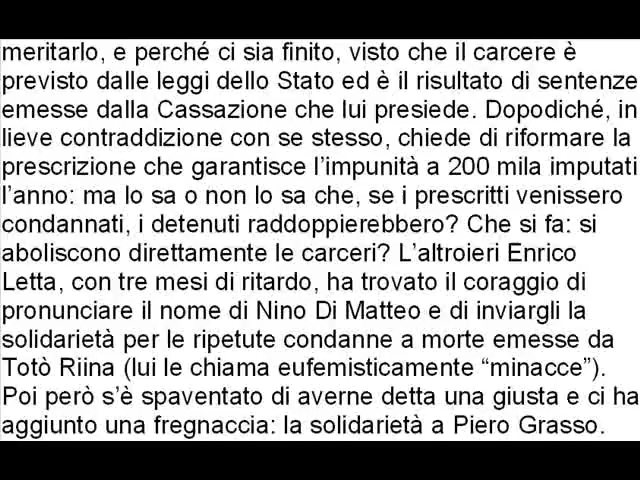 meritarlo, e perché ci sia finito, visto che il carcere è
previsto dalle leggi dello Stato ed è il risultato di sentenze
emesse dalla Cassazione che lui presiede. Dopodiché, in
lieve contraddizione con se stesso, chiede di riformare la
prescrizione che garantisce l’impunità a 200 mila imputati
l’anno: ma lo sa o non lo sa che, se i prescritti venissero
condannati, i detenuti raddoppierebbero? Che si fa: si
aboliscono direttamente le carceri? L’altroieri Enrico
Letta, con tre mesi di ritardo, ha trovato il coraggio di
pronunciare il nome di Nino Di Matteo e di inviargli la
solidarietà per le ripetute condanne a morte emesse da
Totò Riina (lui le chiama eufemisticamente “minacce”).
Poi però s’è spaventato di averne detta una giusta e ci ha
aggiunto una fregnaccia: la solidarietà a Piero Grasso.